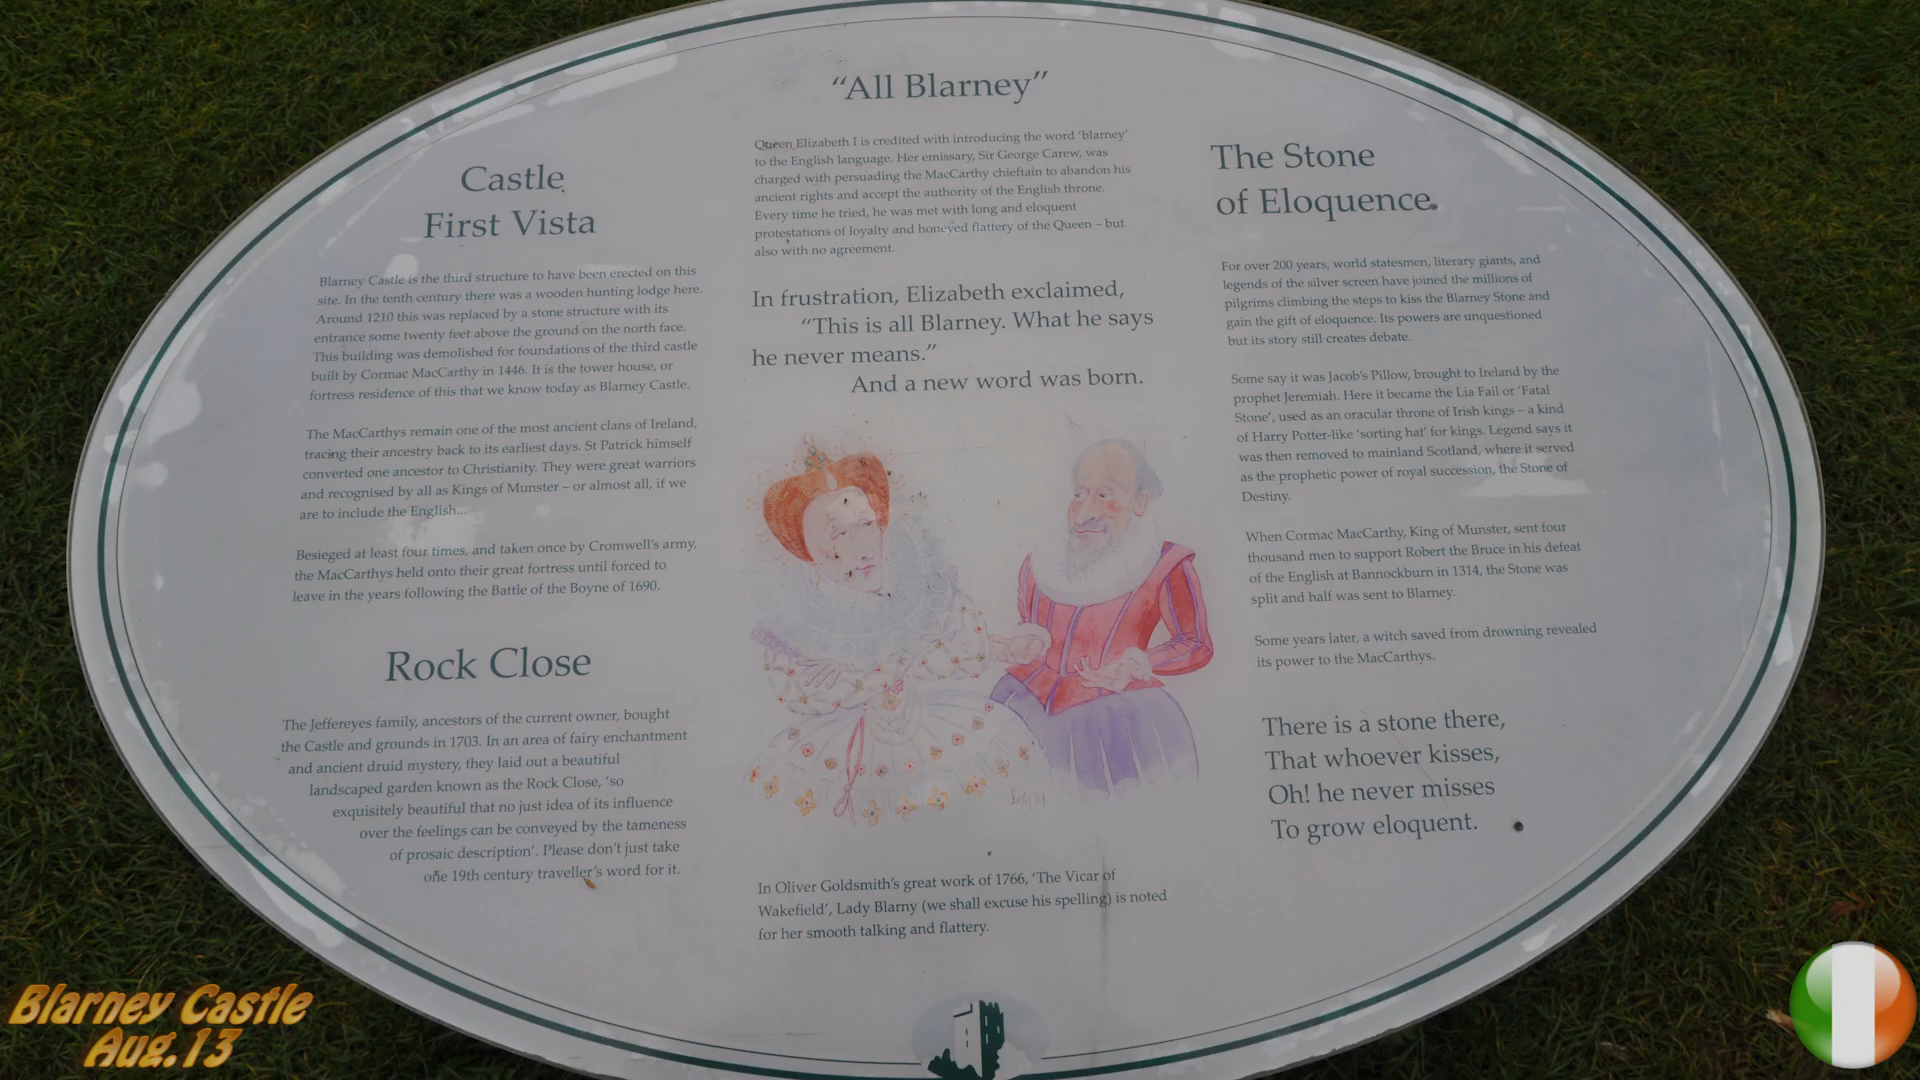 Castle
First Vista
Blarney Castle is the third structure to have been erected on this
site. In the tenth century there was a wooden hunting lodge here.
Around 1210 this was replaced by a stone structure with its
entrance some twenty feet above the ground on the north face.
This building was demolished for foundations of the third castle
built by Cormac MacCarthy in 1446. It is the tower house, or
fortress residence of this that we know today as Blarney Castle.
The MacCarthys remain one of the most ancient clans of Ireland,
tracing their ancestry back to its earliest days. St Patrick himself
converted one ancestor to Christianity. They were great warriors
and recognised by all as Kings of Munster – or almost all, if we
are to include the English...
Besieged at least four times, and taken once by Cromwell's army,
the MacCarthys held onto their great fortress until forced to
leave in the years following the Battle of the Boyne of 1690.
Rock Close
The Jeffereyes family, ancestors of the current owner, bought
the Castle and grounds in 1703. In an area of fairy enchantment
and ancient druid mystery, they laid out a beautiful
landscaped garden known as the Rock Close, 'so
exquisitely beautiful that no just idea of its influence
over the feelings can be conveyed by the tameness
of prosaic description'. Please don't just take
one 19th century traveller's word for it.
"All Blarney"
Queen Elizabeth I is credited with introducing the word 'blarney'
to the English language. Her emissary, Sir George Carew, was
charged with persuading the MacCarthy chieftain to abandon his
ancient rights and accept the authority of the English throne.
Every time he tried, he was met with long and eloquent
protestations of loyalty and honeyed flattery of the Queen – but
also with no agreement.
In frustration, Elizabeth exclaimed,
"This is all Blarney. What he says
he never means."
And a new word was born.
In Oliver Goldsmith's great work of 1766, 'The Vicar of
Wakefield', Lady Blarny (we shall excuse his spelling) is noted
for her smooth talking and flattery.
The Stone
of Eloquence
For over 200 years, world statesmen, literary giants, and
legends of the silver screen have joined the millions of
pilgrims climbing the steps to kiss the Blarney Stone and
gain the gift of eloquence. Its powers are unquestioned
but its story still creates debate.
Some say it was Jacob's Pillow, brought to Ireland by the
prophet Jeremiah. Here it became the Lia Fail or 'Fatal
Stone', used as an oracular throne of Irish kings – a kind
of Harry Potter-like 'sorting hat' for kings. Legend says it
was then removed to mainland Scotland, where it served
as the prophetic power of royal succession, the Stone of
Destiny.
When Cormac MacCarthy, King of Munster, sent four
thousand men to support Robert the Bruce in his defeat
of the English at Bannockburn in 1314, the Stone was
split and half was sent to Blarney.
Some years later, a witch saved from drowning revealed
its power to the MacCarthys.
There is a stone there,
That whoever kisses,
Oh! he never misses
To grow eloquent.
Blarney Castle
Aug.13